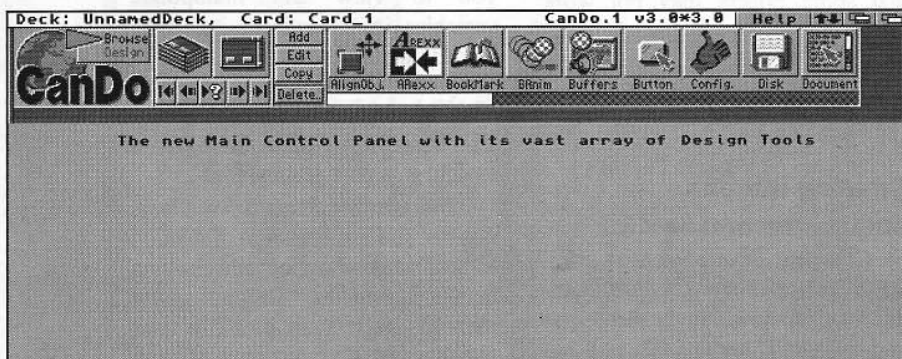 Deck: UnnamedDeck, Card: Card_1 CanDo.1 v3.0*3.0 Help
Browse
Design
CanDo
Add
Edit
Copy
Delete..
AlignObj. ARexx BookMark BRnim Buffers Button Config. Disk Document
AREXX
The new Main Control Panel with its vast array of Design Tools